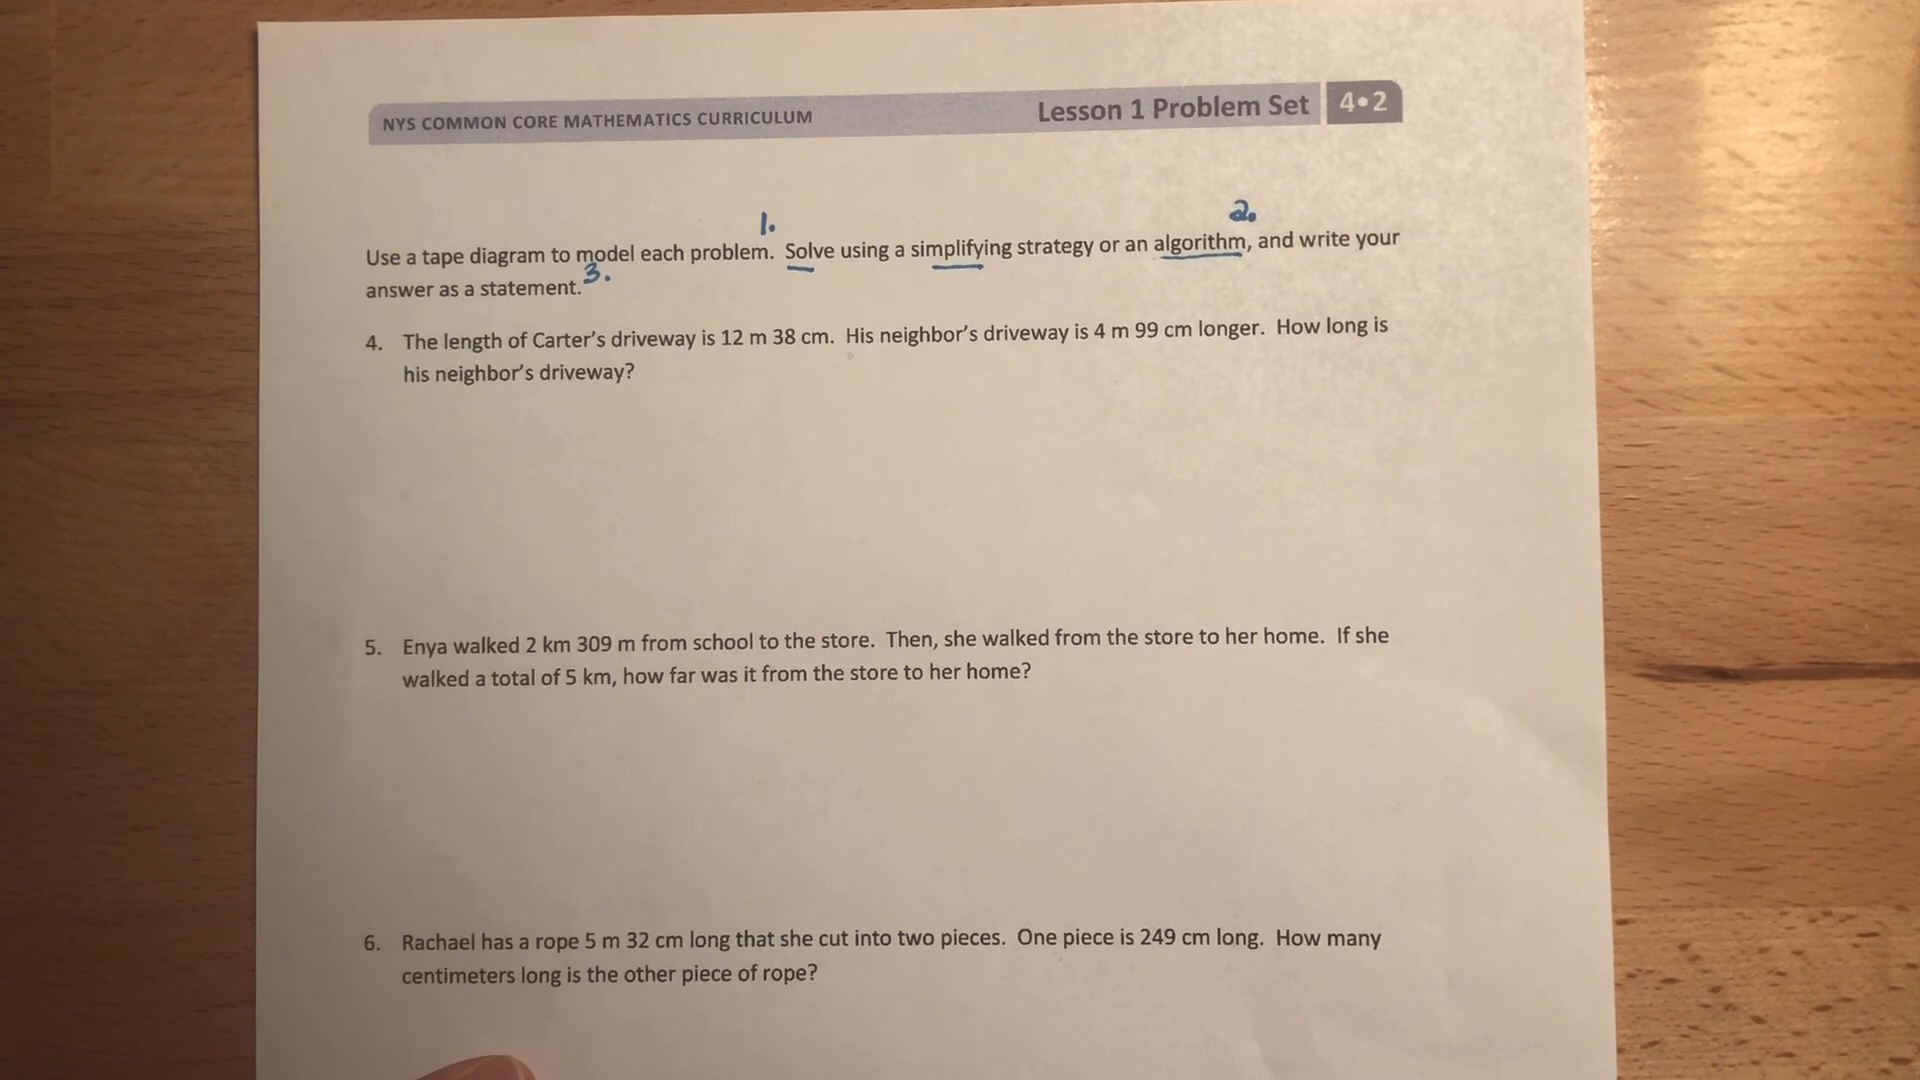 NYS COMMON CORE MATHEMATICS CURRICULUM Lesson 1 Problem Set 4•2
1. 2.
Use a tape diagram to model each problem. Solve using a simplifying strategy or an algorithm, and write your
answer as a statement. 3.
4. The length of Carter's driveway is 12 m 38 cm. His neighbor's driveway is 4 m 99 cm longer. How long is
his neighbor's driveway?
5. Enya walked 2 km 309 m from school to the store. Then, she walked from the store to her home. If she
walked a total of 5 km, how far was it from the store to her home?
6. Rachael has a rope 5 m 32 cm long that she cut into two pieces. One piece is 249 cm long. How many
centimeters long is the other piece of rope?